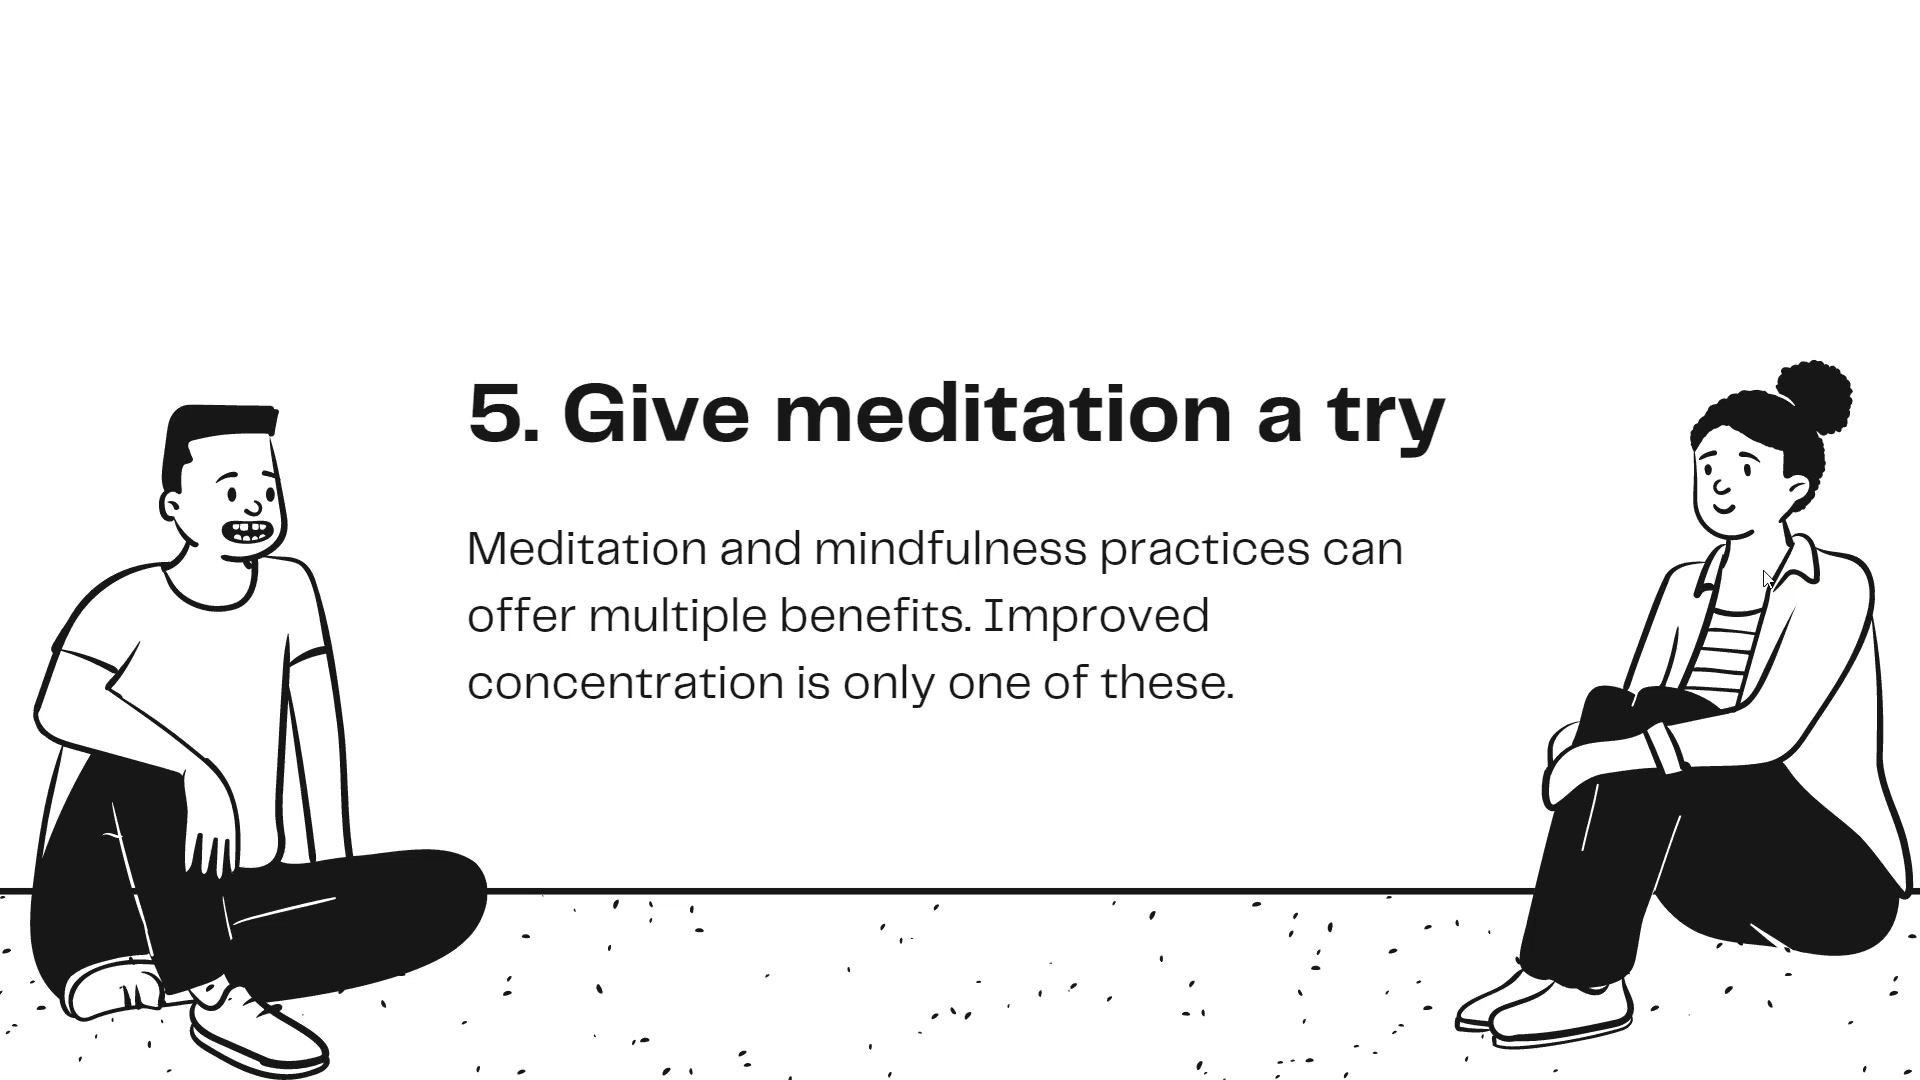 5. Give meditation a try
Meditation and mindfulness practices can
offer multiple benefits. Improved
concentration is only one of these.